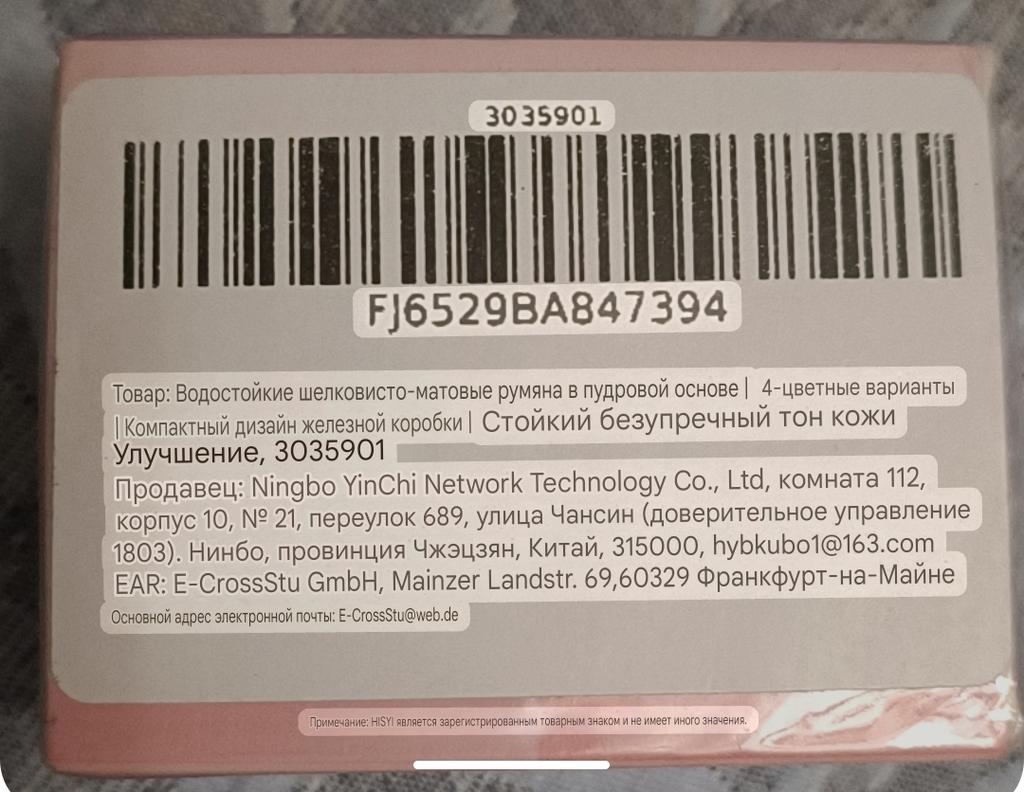 3035901
FJ6529BA847394
Товар: Водостойкие шелковисто-матовые румяна в пудровой основе | 4-цветные варианты
| Компактный дизайн железной коробки | Стойкий безупречный тон кожи
Улучшение, 3035901
Продавец: Ningbo YinChi Network Technology Co., Ltd, комната 112,
корпус 10, № 21, переулок 689, улица Чансин (доверительное управление
1803). Нинбо, провинция Чжэцзян, Китай, 315000, hybkubo1@163.com
EAR: E-CrossStu GmbH, Mainzer Landstr. 69,60329 Франкфурт-на-Майне
Основной адрес электронной почты: E-CrossStu@web.de
Примечание: HISYI является зарегистрированным товарным знаком и не имеет иного значения.